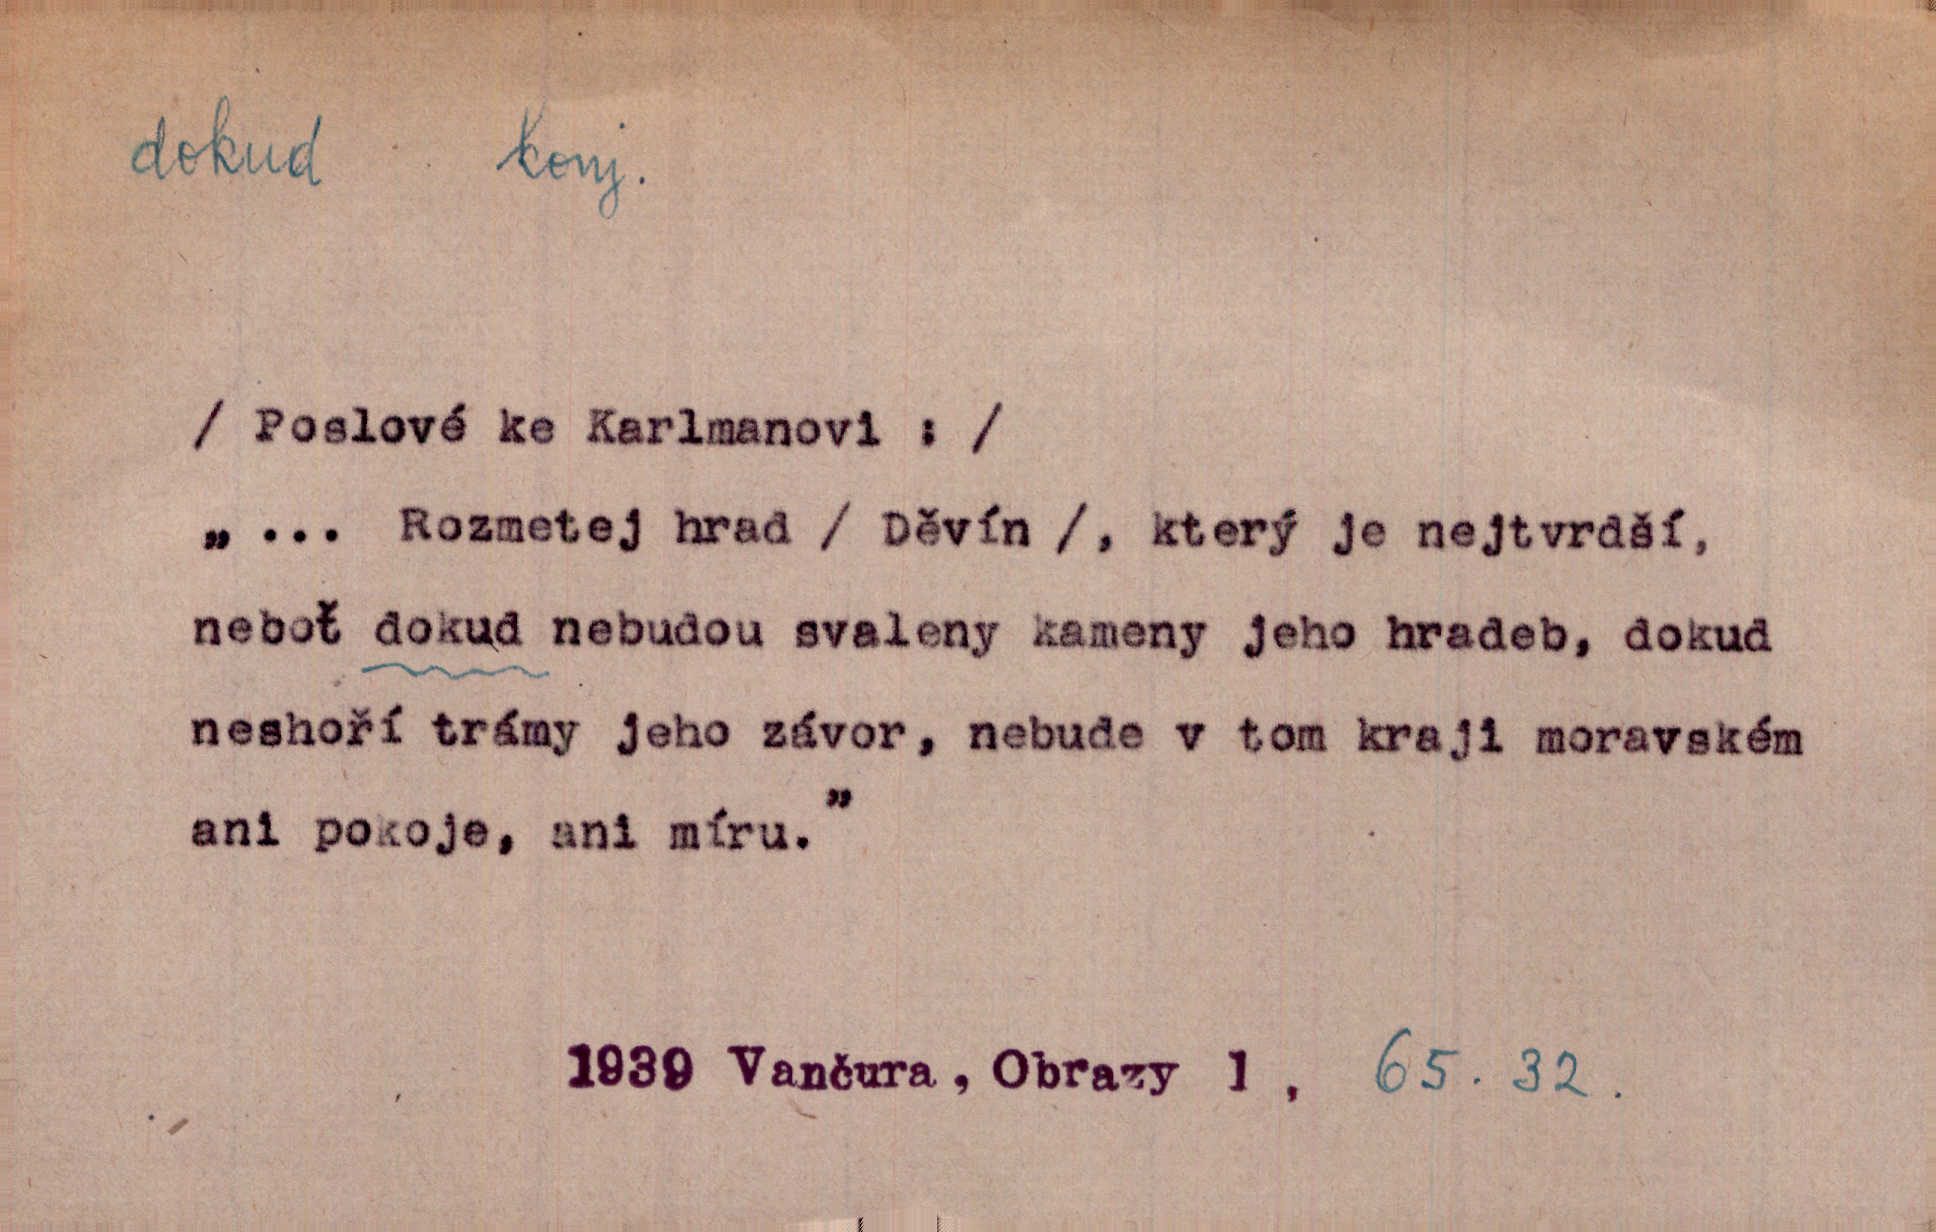 dokud konj.
/ Poslové ke Karlmanovi : /
„ ... Rozmetej hrad / Děvín /, který je nejtvrdší,
neboť dokud nebudou svaleny kameny jeho hradeb, dokud
neshoří trámy jeho závor, nebude v tom kraji moravském
ani pokoje, ani míru.”
1939 Vančura, Obrazy 1 , 65. 32.